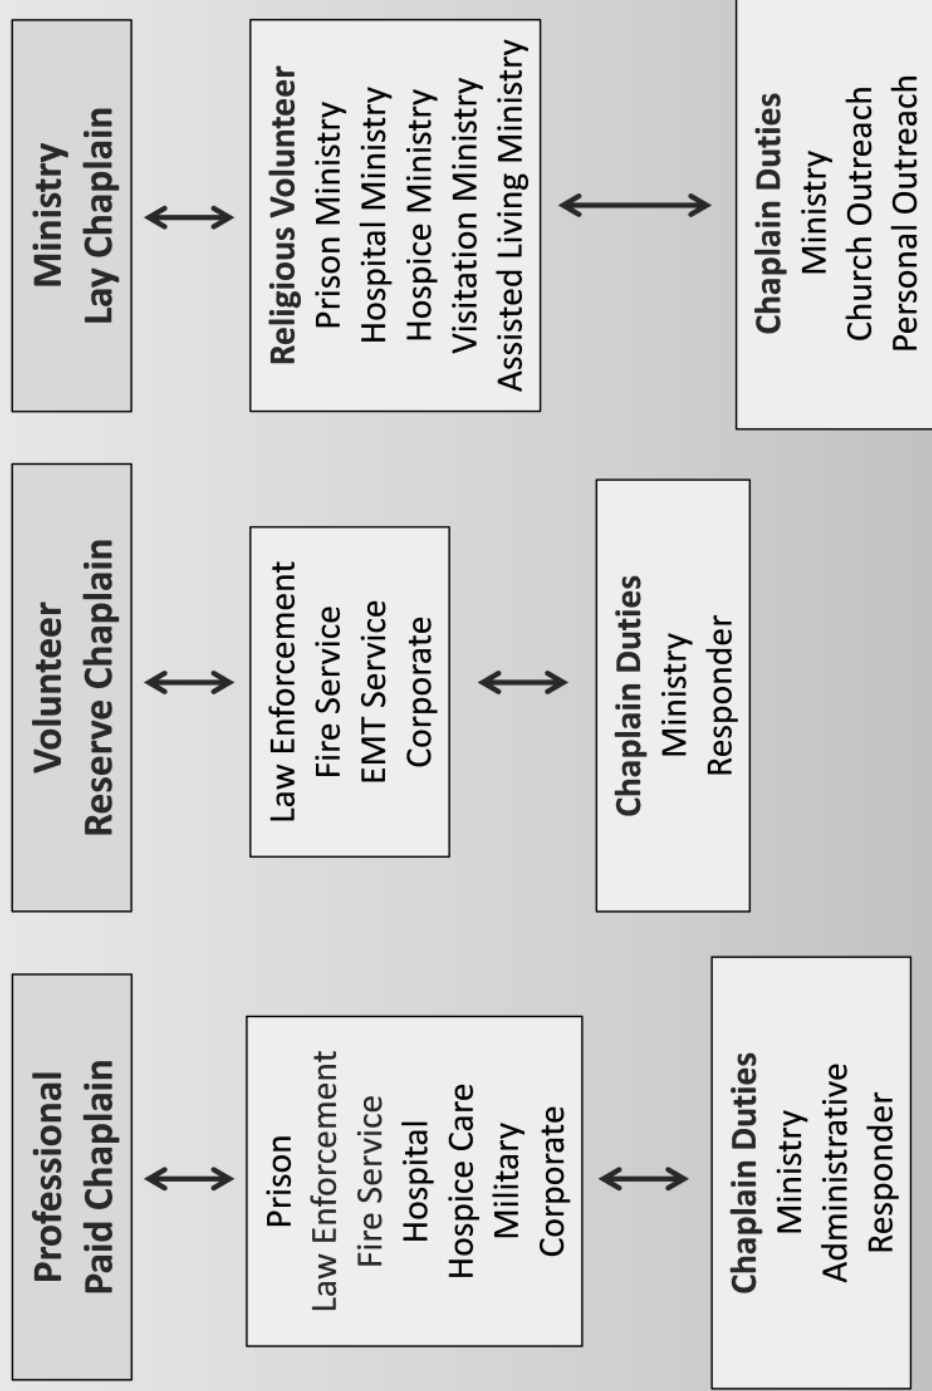 Professional
Paid Chaplain
Prison
Law Enforcement
Fire Service
Hospital
Hospice Care
Military
Corporate
Chaplain Duties
Ministry
Administrative
Responder
Volunteer
Reserve Chaplain
Law Enforcement
Fire Service
EMT Service
Corporate
Chaplain Duties
Ministry
Responder
Ministry
Lay Chaplain
Religious Volunteer
Prison Ministry
Hospital Ministry
Hospice Ministry
Visitation Ministry
Assisted Living Ministry
Chaplain Duties
Ministry
Church Outreach
Personal Outreach